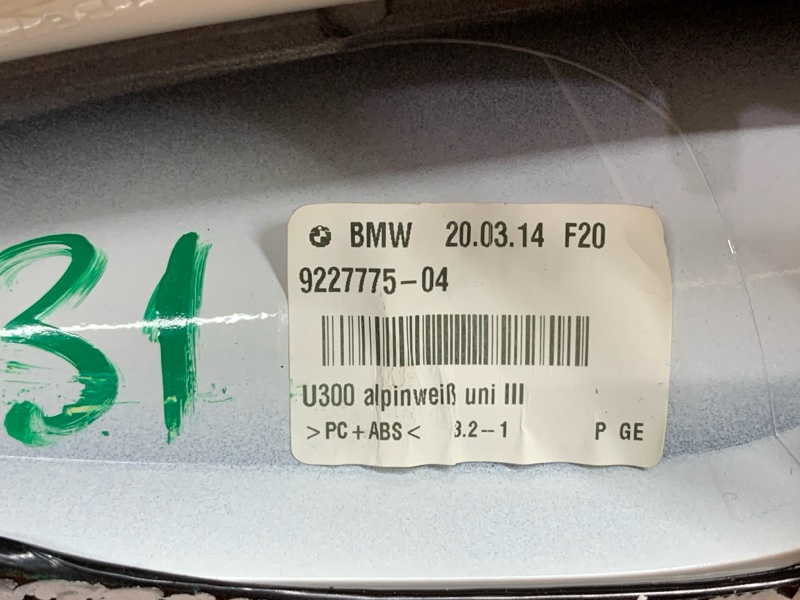 31
BMW 20.03.14 F20
9227775-04
U300 alpinweiß uni III
>PC+ABS< 3.2--1 P GE